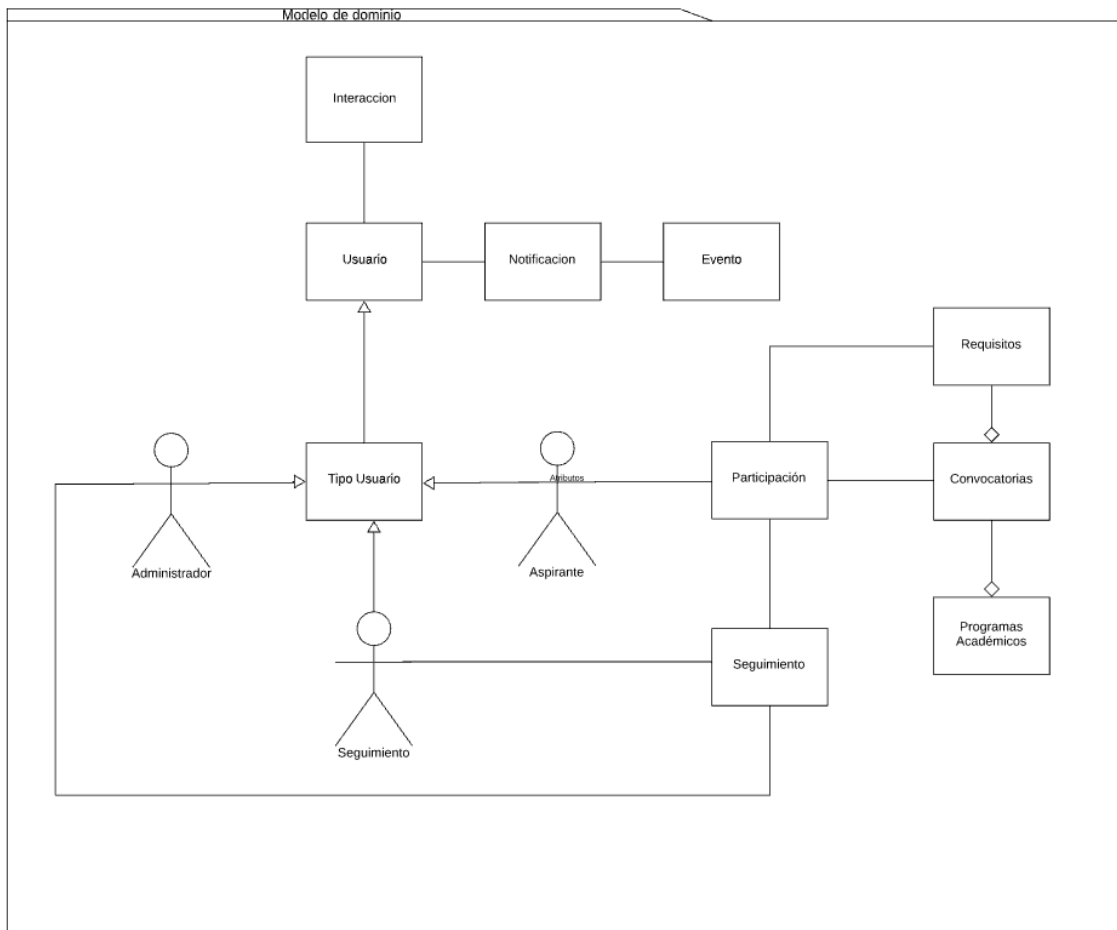 Modelo de dominio
Interaccion
Usuario
Notificacion
Evento
Requisitos
Tipo Usuario
Atributos
Participación
Convocatorias
Administrador
Aspirante
Programas
Académicos
Seguimiento
Seguimiento